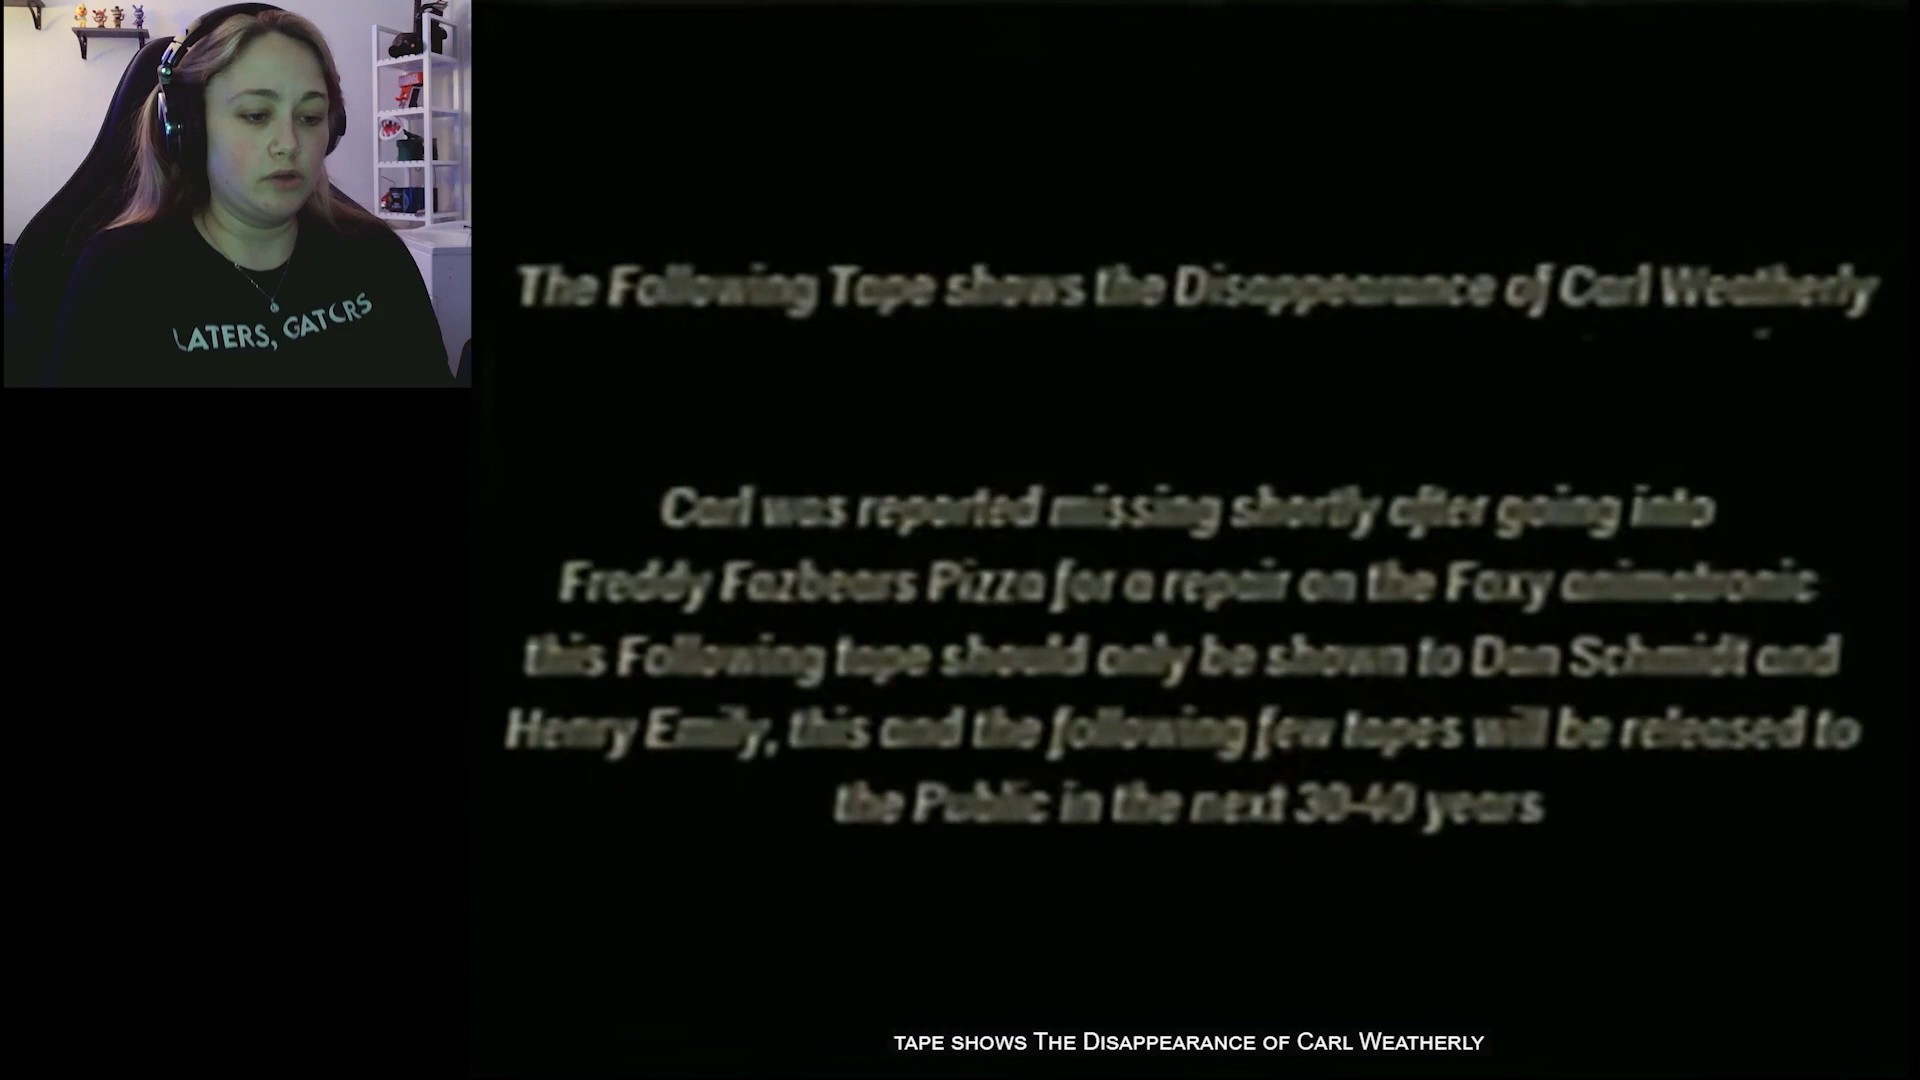 LATERS, GATORS
The Following Tape shows the Disappearance of Carl Weatherly
Carl was reported missing shortly after going into
Freddy Fazbears Pizza for a repair on the Foxy animatronic
this Following tape should only be shown to Dan Schmidt and
Henry Emily, this and the following few tapes will be released to
the Public in the next 30-40 years
TAPE SHOWS THE DISAPPEARANCE OF CARL WEATHERLY